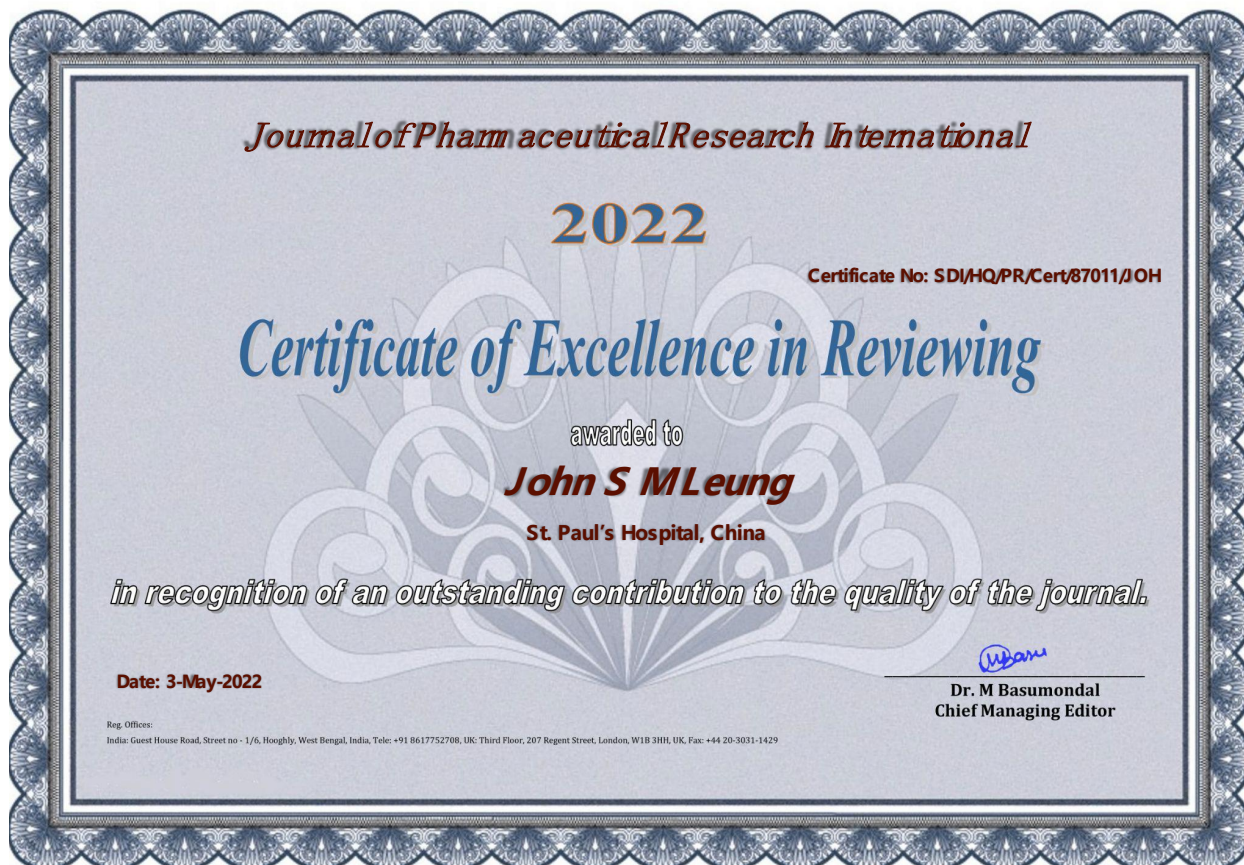 Journal of Pharmaceutical Research International
2022
Certificate No: SDI/HQ/PR/Cert/87011/JOH
Certificate of Excellence in Reviewing
awarded to
John S M Leung
St. Paul's Hospital, China
in recognition of an outstanding contribution to the quality of the journal.
Date: 3-May-2022
Dr. M Basumondal
Chief Managing Editor
Reg. Offices:
India: Guest House Road, Street no - 1/6, Hooghly, West Bengal, India, Tele: +91 8617752708, UK: Third Floor, 207 Regent Street, London, W1B 3HH, UK, Fax: +44 20-3031-1429